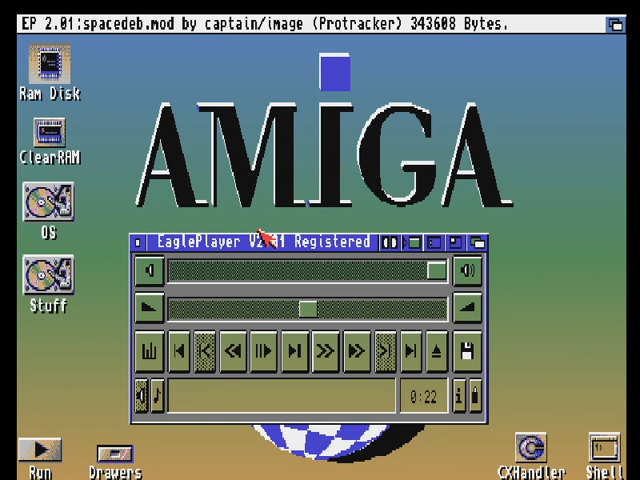 EP 2.01:spacedeb.mod by captain/image (Protracker) 343608 Bytes.
AMiGA
Ram Disk
ClearRAM
OS
Stuff
EaglePlayer V2.01 Registered
0:22
i
Run
Drawers
CXHandler
Shell